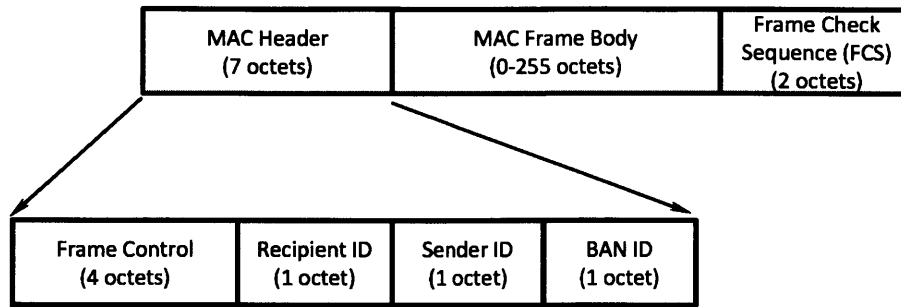 MAC Header
(7 octets)
MAC Frame Body
(0-255 octets)
Frame Check
Sequence (FCS)
(2 octets)
Frame Control
(4 octets)
Recipient ID
(1 octet)
Sender ID
(1 octet)
BAN ID
(1 octet)